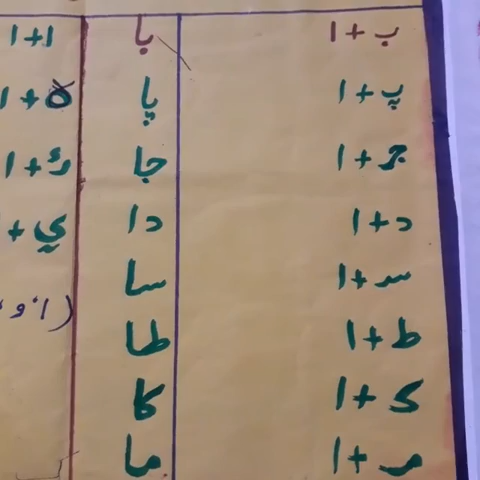 ب + ا با ا + ا
پ + ا پا ه + ا
ج + ا جا ئ + ا
د + ا دا ي + ا
س + ا سا
ط + ا طا
ک + ا کا
م + ا ما